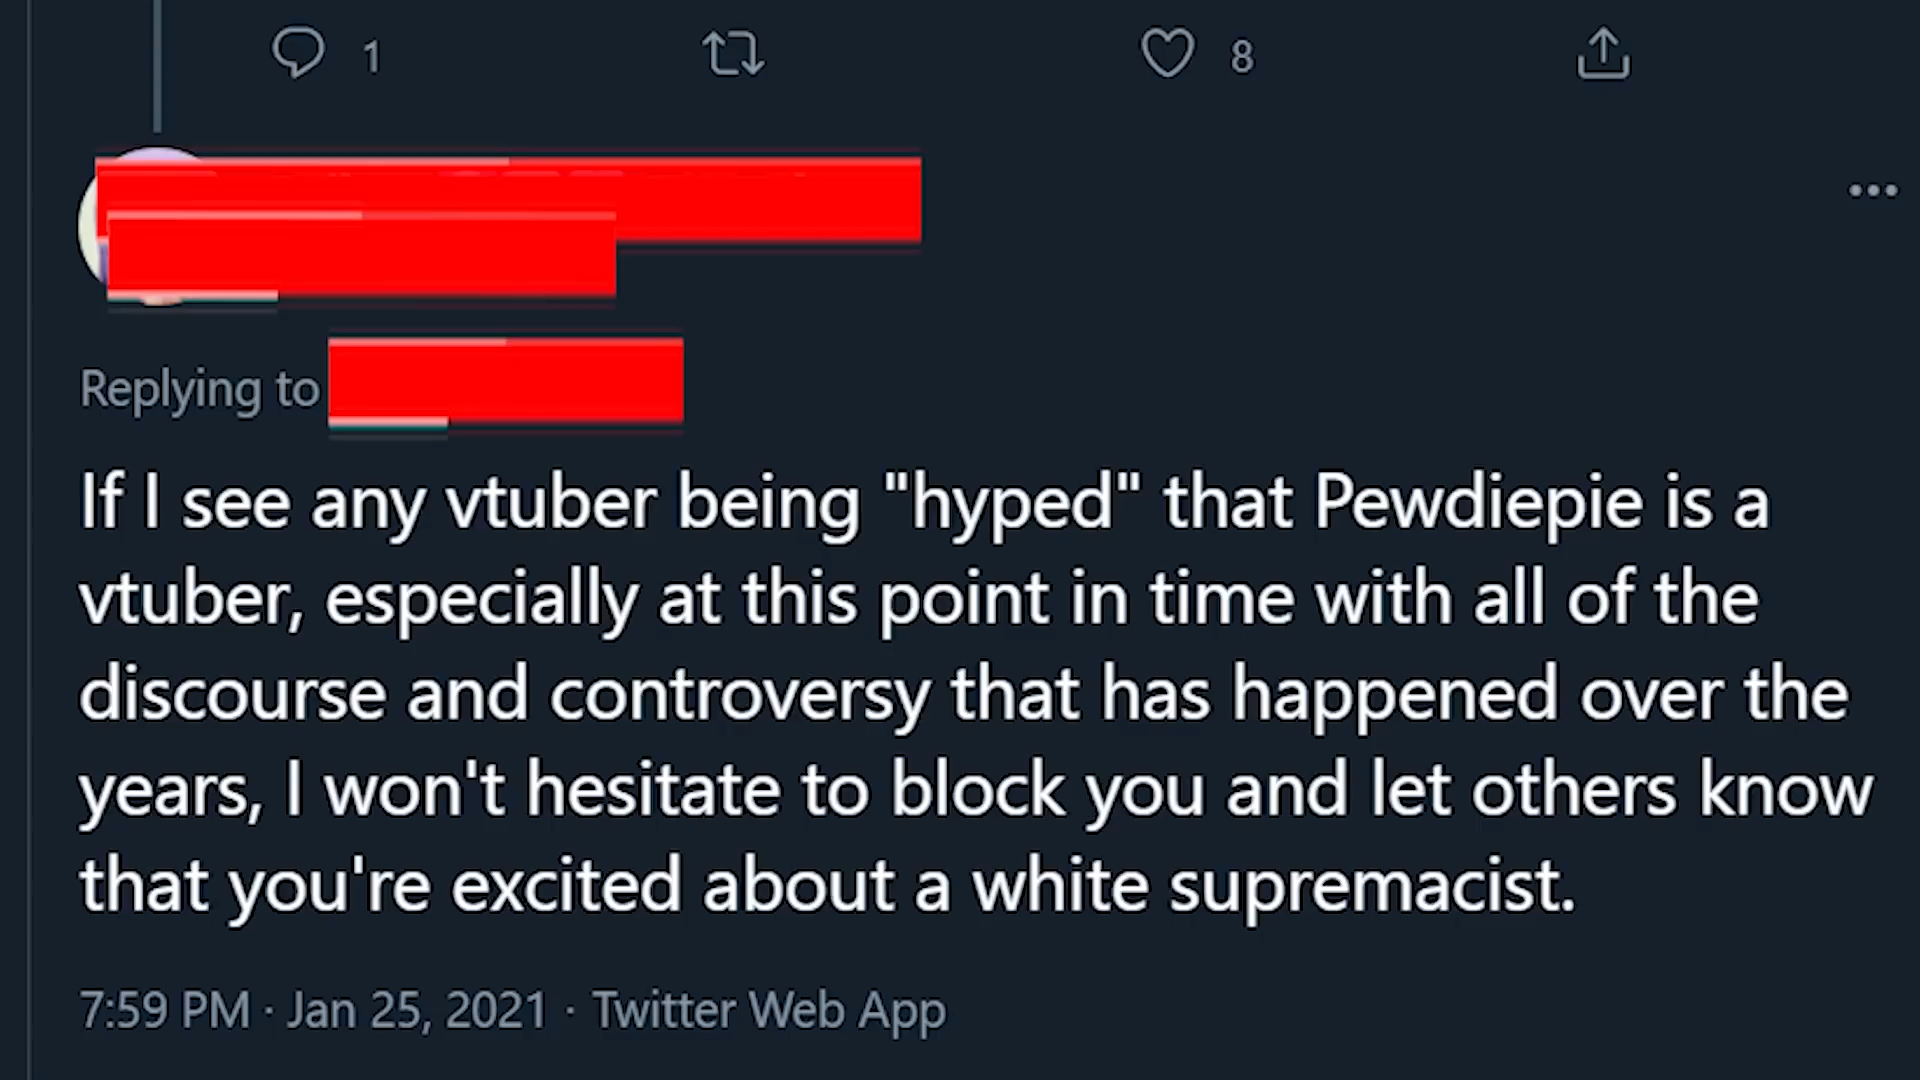 1 8
Replying to
If I see any vtuber being "hyped" that Pewdiepie is a
vtuber, especially at this point in time with all of the
discourse and controversy that has happened over the
years, I won't hesitate to block you and let others know
that you're excited about a white supremacist.
7:59 PM · Jan 25, 2021 · Twitter Web App